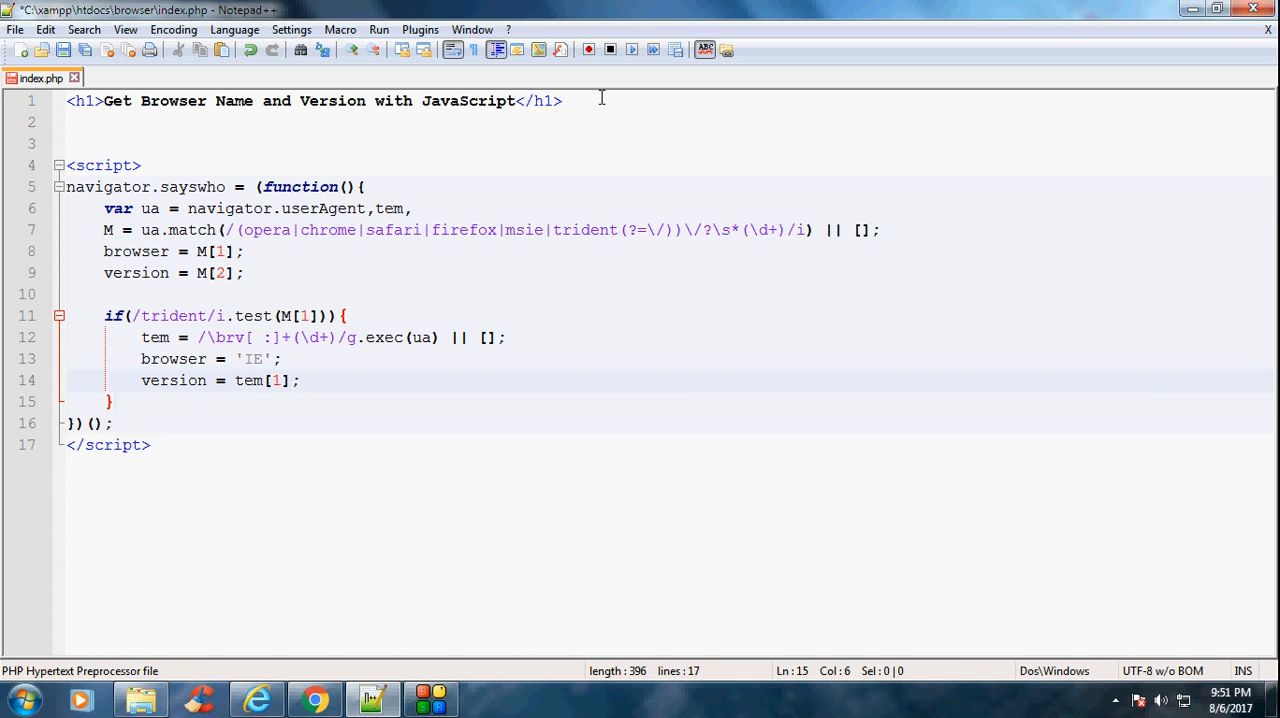 *C:\xampp\htdocs\browser\index.php - Notepad++
File Edit Search View Encoding Language Settings Macro Run Plugins Window ? X
ABC
index.php
1 <h1>Get Browser Name and Version with JavaScript</h1>
2
3
4 <script>
5 navigator.sayswho = (function(){
6 var ua = navigator.userAgent,tem,
7 M = ua.match(/(opera|chrome|safari|firefox|msie|trident(?=\/))\/?\s*(\d+)/i) || [];
8 browser = M[1];
9 version = M[2];
10
11 if(/trident/i.test(M[1])){
12 tem = /\brv[ :]+(\d+)/g.exec(ua) || [];
13 browser = 'IE';
14 version = tem[1];
15 }
16 })();
17 </script>
PHP Hypertext Preprocessor file length : 396 lines : 17 Ln : 15 Col : 6 Sel : 0 | 0 Dos\Windows UTF-8 w/o BOM INS
9:51 PM
8/6/2017